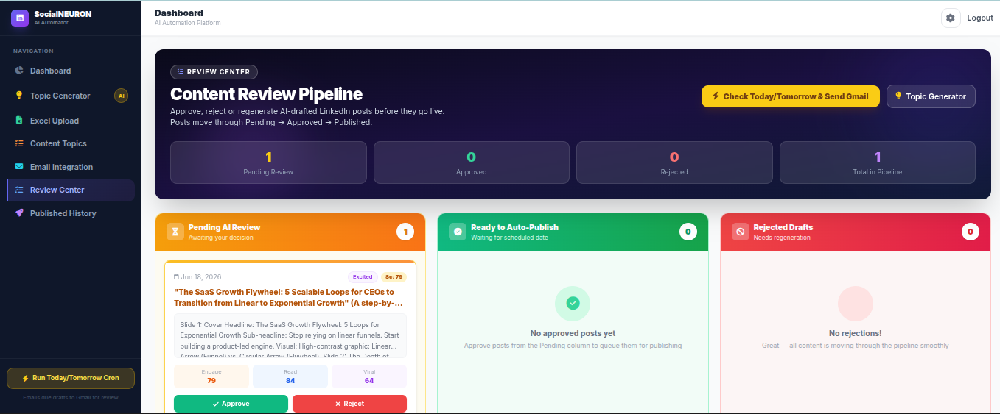 SocialNEURON
AI Automator
NAVIGATION
Dashboard
Topic Generator
AI
Excel Upload
Content Topics
Email Integration
Review Center
Published History
Run Today/Tomorrow Cron
Emails due drafts to Gmail for review
Dashboard
AI Automation Platform
Logout
REVIEW CENTER
Content Review Pipeline
Approve, reject or regenerate AI-drafted LinkedIn posts before they go live.
Posts move through Pending → Approved → Published.
Check Today/Tomorrow & Send Gmail
Topic Generator
1
Pending Review
0
Approved
0
Rejected
1
Total in Pipeline
Pending AI Review
Awaiting your decision
1
Jun 18, 2026
Excited
Sc: 79
"The SaaS Growth Flywheel: 5 Scalable Loops for CEOs to
Transition from Linear to Exponential Growth" (A step-by-...
Slide 1: Cover Headline: The SaaS Growth Flywheel: 5 Loops for
Exponential Growth Sub-headline: Stop relying on linear funnels. Start
building a product-led engine. Visual: High-contrast graphic: Linear...
Arrow (Funnel) vs. Circular Arrow (Flywheel). Slide 2: The Death of
Engage
79
Read
84
Viral
64
Approve
Reject
Ready to Auto-Publish
Waiting for scheduled date
0
No approved posts yet
Approve posts from the Pending column to queue them for publishing
Rejected Drafts
Needs regeneration
0
No rejections!
Great — all content is moving through the pipeline smoothly